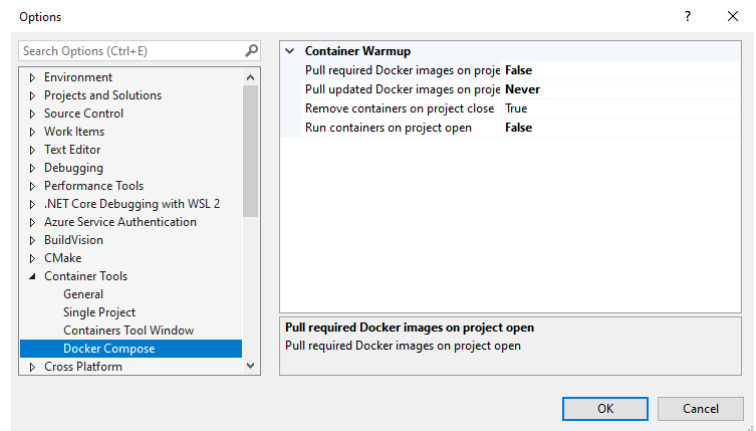 Options
?
Search Options (Ctrl+E)
Environment
Projects and Solutions
Source Control
Work Items
Text Editor
Debugging
Performance Tools
.NET Core Debugging with WSL 2
Azure Service Authentication
BuildVision
CMake
Container Tools
General
Single Project
Containers Tool Window
Docker Compose
Cross Platform
Container Warmup
Pull required Docker images on proje False
Pull updated Docker images on proje Never
Remove containers on project close True
Run containers on project open False
Pull required Docker images on project open
Pull required Docker images on project open
OK
Cancel